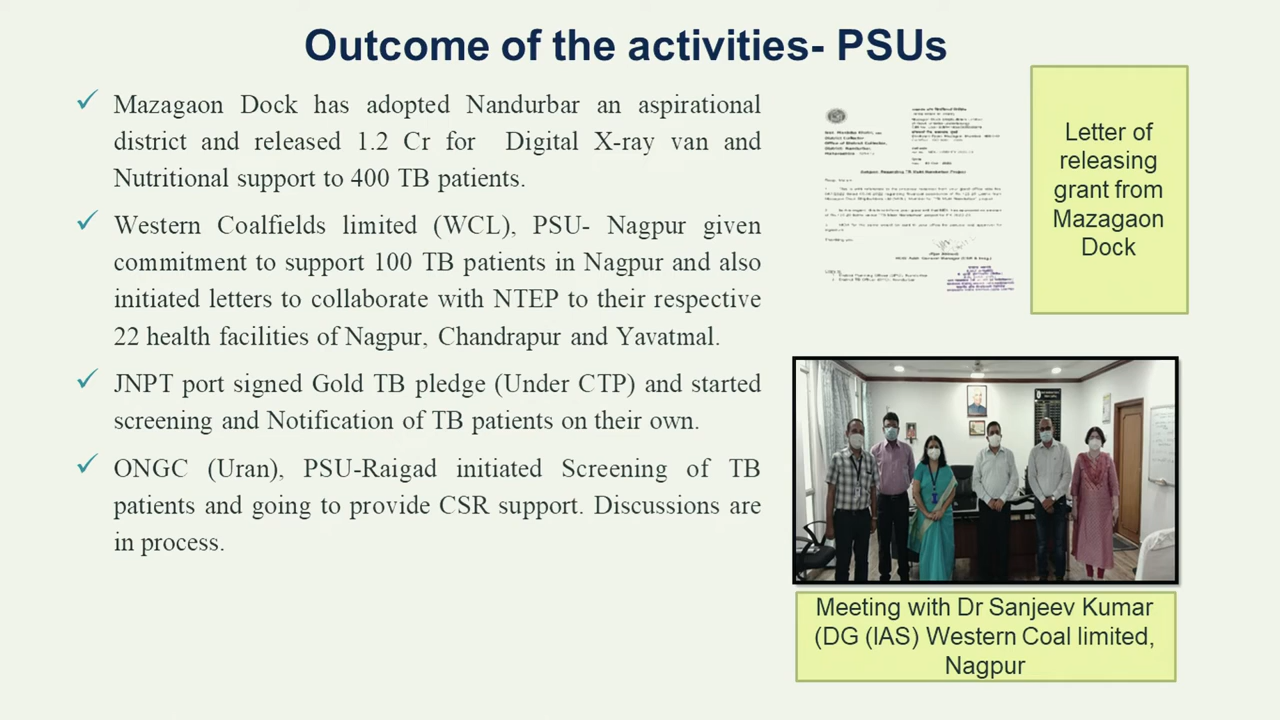 Outcome of the activities- PSUs
✓ Mazagaon Dock has adopted Nandurbar an aspirational
district and released 1.2 Cr for Digital X-ray van and
Nutritional support to 400 TB patients.
✓ Western Coalfields limited (WCL), PSU- Nagpur given
commitment to support 100 TB patients in Nagpur and also
initiated letters to collaborate with NTEP to their respective
22 health facilities of Nagpur, Chandrapur and Yavatmal.
✓ JNPT port signed Gold TB pledge (Under CTP) and started
screening and Notification of TB patients on their own.
✓ ONGC (Uran), PSU-Raigad initiated Screening of TB
patients and going to provide CSR support. Discussions are
in process.
Letter of
releasing
grant from
Mazagaon
Dock
Meeting with Dr Sanjeev Kumar
(DG (IAS) Western Coal limited,
Nagpur